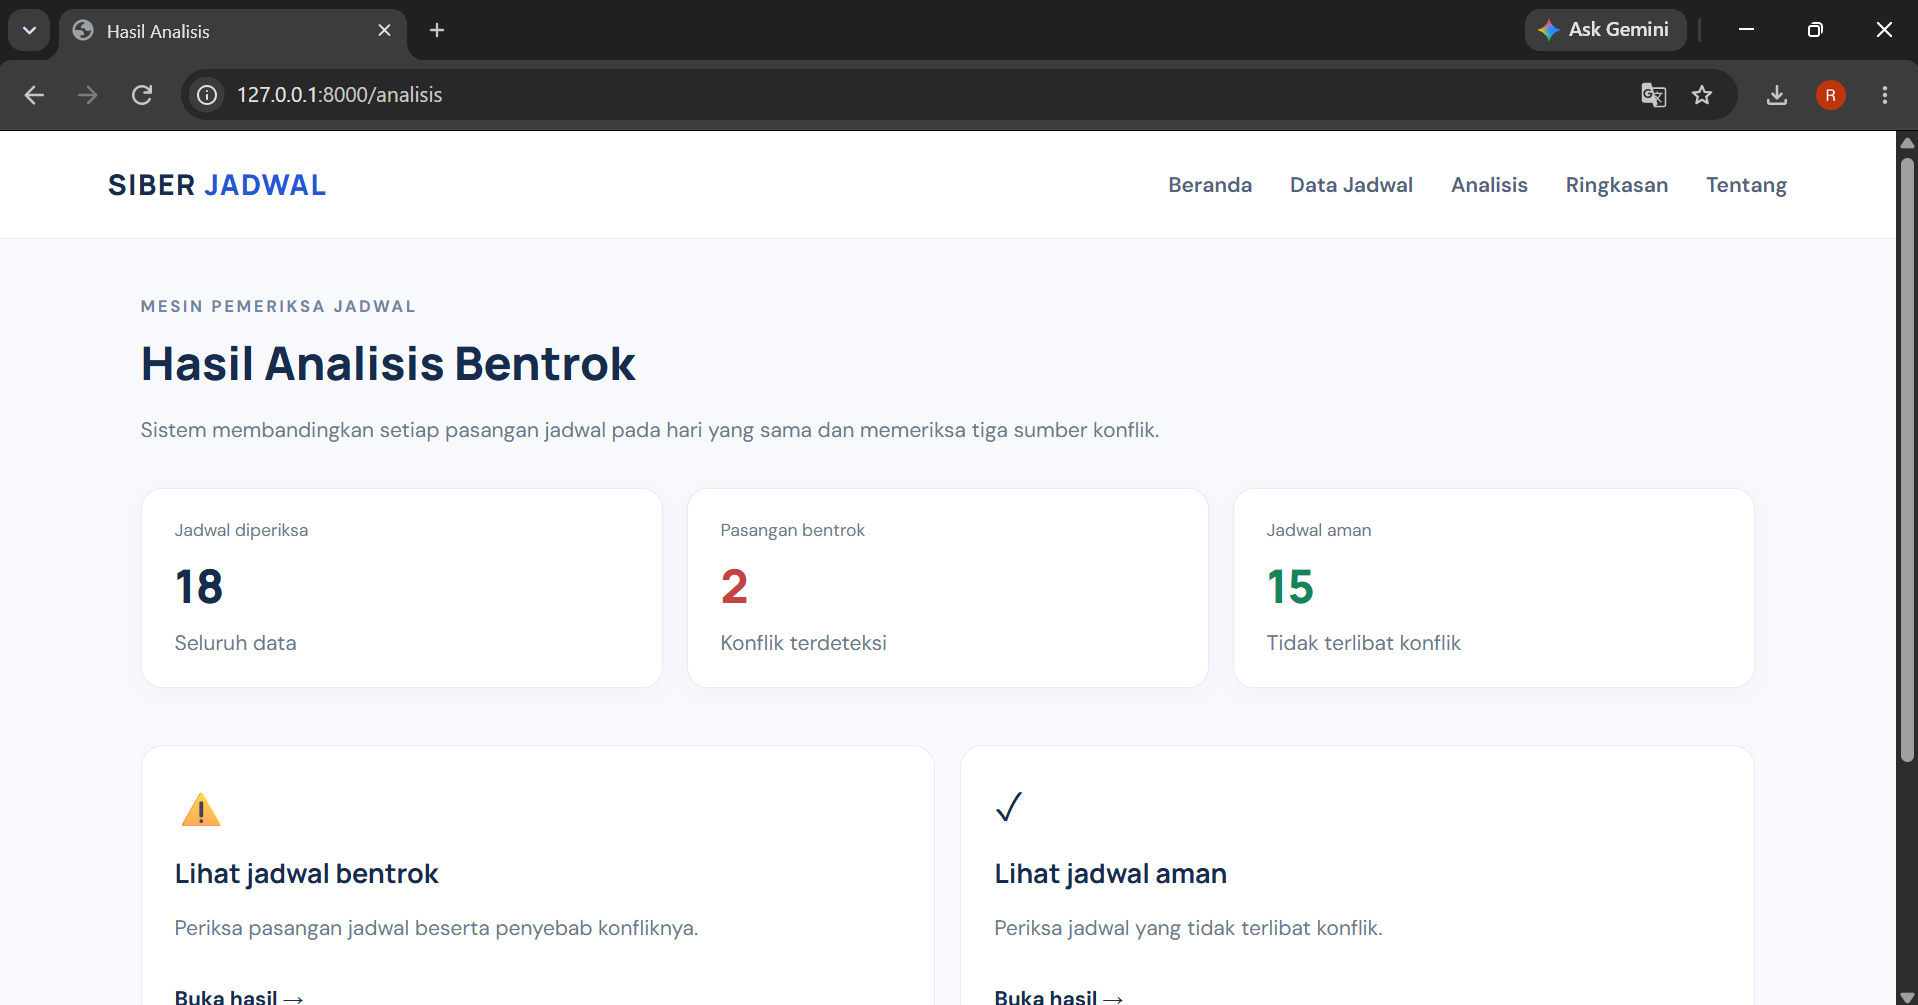 Hasil Analisis
Ask Gemini
127.0.0.1:8000/analisis
R
SIBER JADWAL
Beranda
Data Jadwal
Analisis
Ringkasan
Tentang
MESIN PEMERIKSA JADWAL
Hasil Analisis Bentrok
Sistem membandingkan setiap pasangan jadwal pada hari yang sama dan memeriksa tiga sumber konflik.
Jadwal diperiksa
18
Seluruh data
Pasangan bentrok
2
Konflik terdeteksi
Jadwal aman
15
Tidak terlibat konflik
Lihat jadwal bentrok
Periksa pasangan jadwal beserta penyebab konfliknya.
Buka hasil →
Lihat jadwal aman
Periksa jadwal yang tidak terlibat konflik.
Buka hasil →